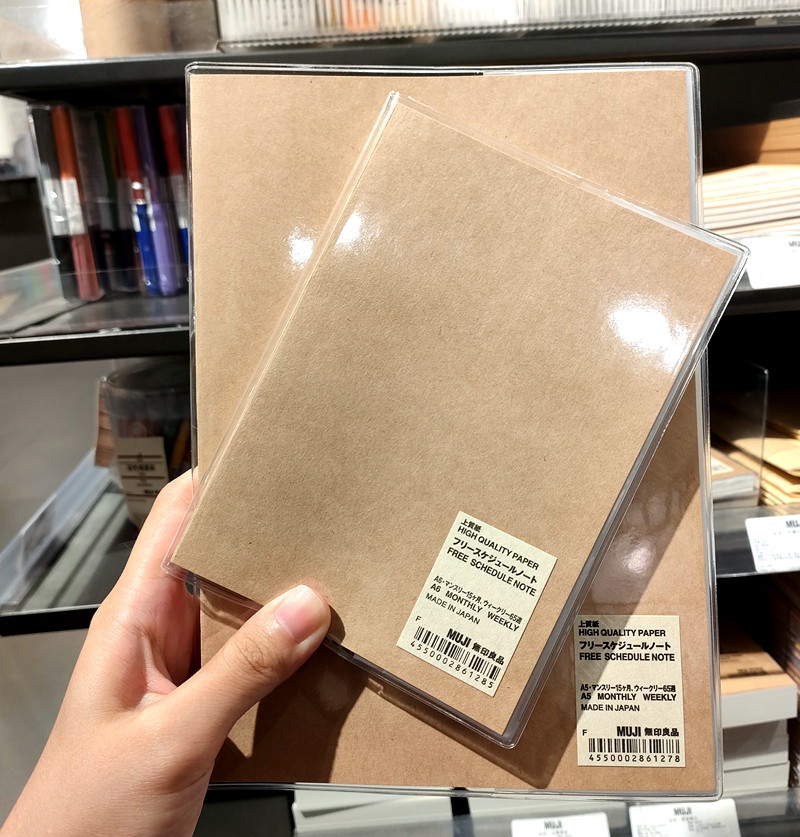 上質紙
HIGH QUALITY PAPER
フリースケジュールノート
FREE SCHEDULE NOTE
A6・マンスリー15ヶ月、ウィークリー65週
A6 MONTHLY WEEKLY
MADE IN JAPAN
F
MUJI 無印良品
4550002861285
上質紙
HIGH QUALITY PAPER
フリースケジュールノート
FREE SCHEDULE NOTE
A5・マンスリー15ヶ月、ウィークリー65週
A5 MONTHLY WEEKLY
MADE IN JAPAN
F
MUJI 無印良品
4550002861278
MUJI
MUJI
MUJI